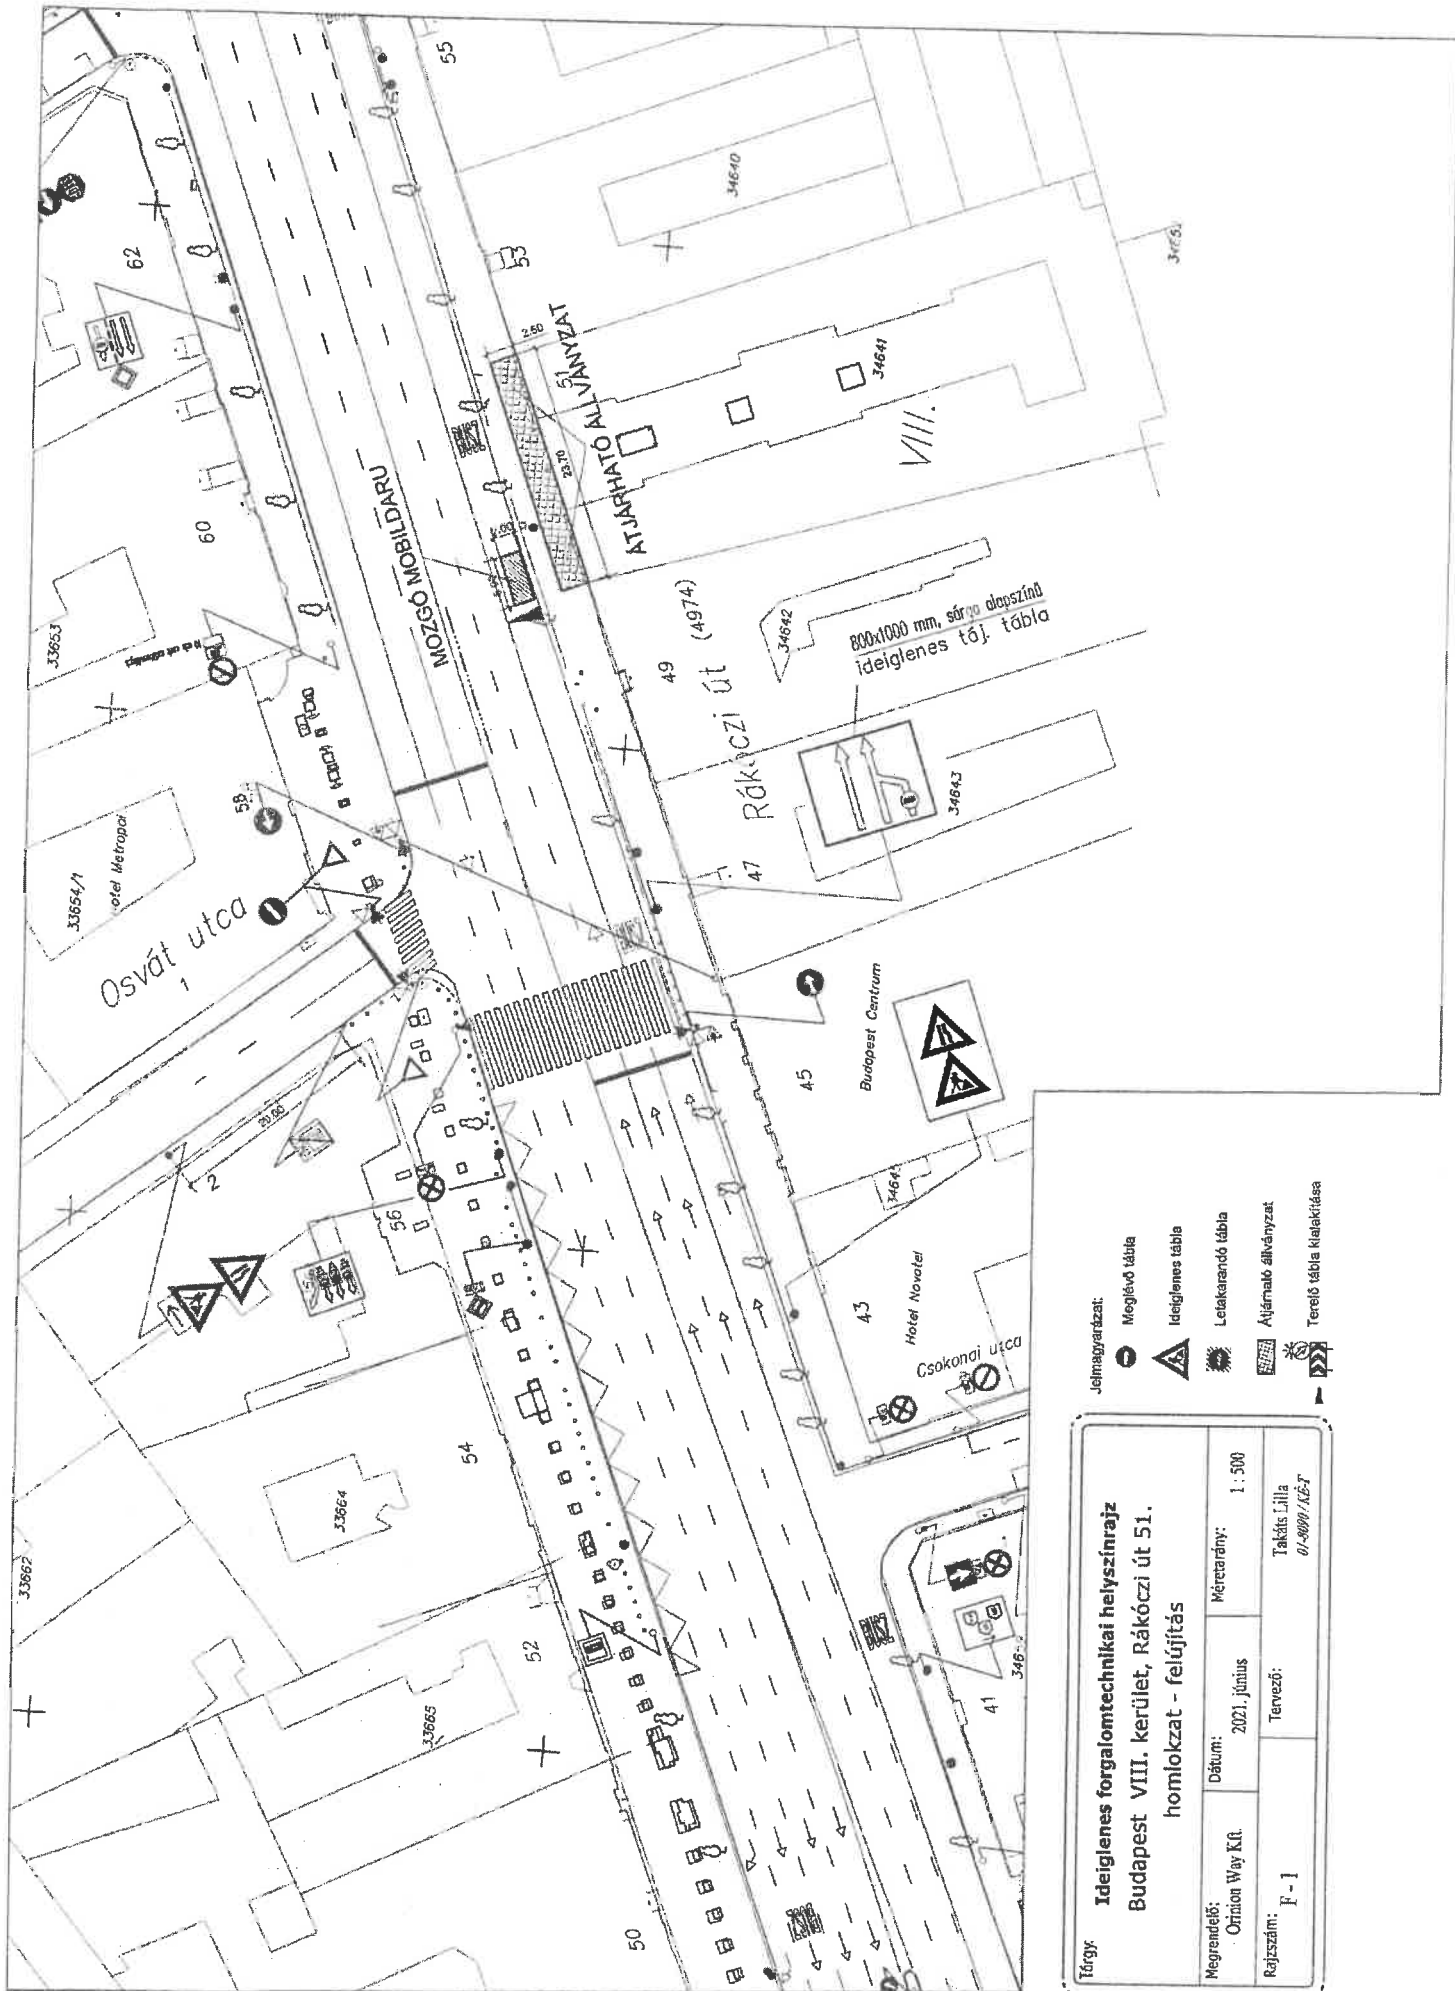 33662
33664
33665
33664/1
33653
otel Metropol
Osvát utca
1
2
20.00
50
52
54
56
58
60
62
MOZGÓ MOBILDARU
ÁTJÁRHATÓ ÁLLVÁNYZAT
23.70
2.50
41
43
45
47
49
51
53
55
Rákóczi út (4974)
VIII.
34640
34641
34642
34643
800x1000 mm, sárga alapszínű
ideiglenes táj. tábla
Budapest Centrum
Hotel Novotel
Csokonai utca
Jelmagyarázat:
Meglévő tábla
Ideiglenes tábla
Letakarandó tábla
Átjárható állványzat
Terelő tábla kialakítása
Tárgy:
Ideiglenes forgalomtechnikai helyszínrajz
Budapest VIII. kerület, Rákóczi út 51.
homlokzat - felújítás
Megrendelő:
Orinion Way Kft.
Dátum:
2021. június
Méretarány:
1 : 500
Rajzszám:
F - 1
Tervező:
Takáts Lilla